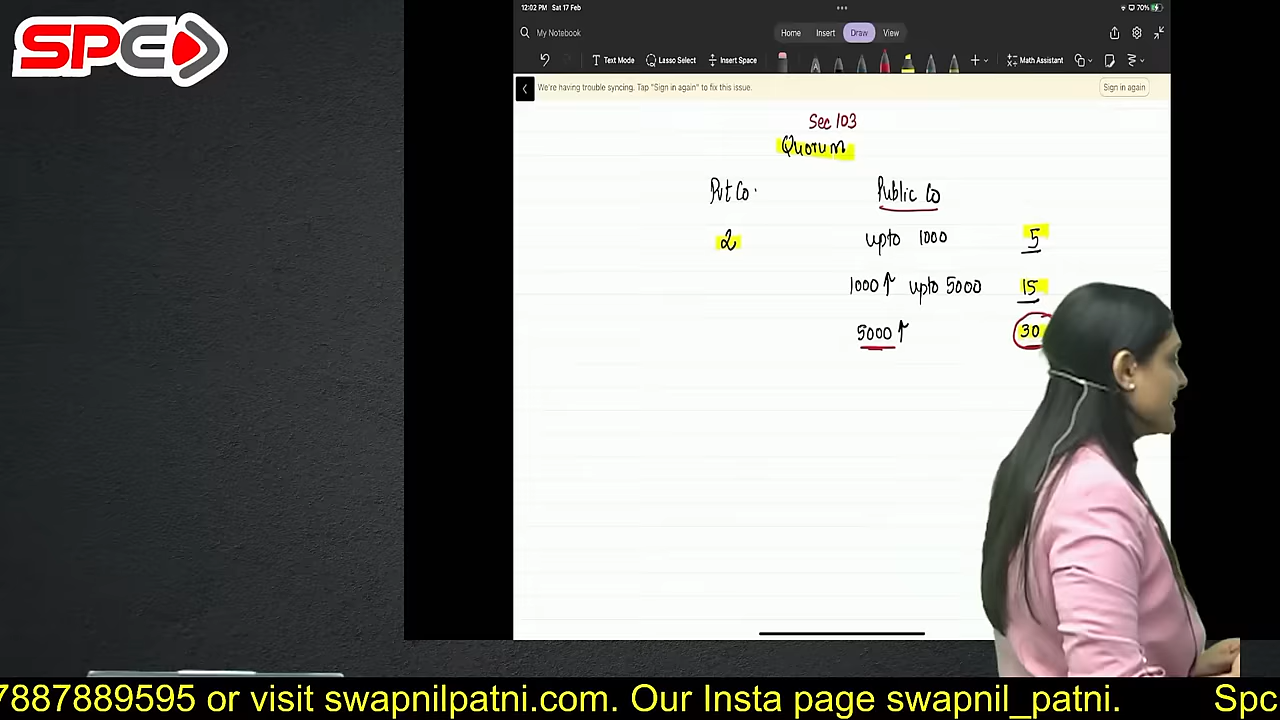 SPC
12:02 PM Sat 17 Feb
70%
My Notebook
Home Insert Draw View
Text Mode Lasso Select Insert Space Math Assistant
We're having trouble syncing. Tap "Sign in again" to fix this issue. Sign in again
Sec 103
Quorum
Pvt Co. Public Co
2 upto 1000 5
1000↑ upto 5000 15
5000↑ 30
7887889595 or visit swapnilpatni.com. Our Insta page swapnil_patni. Spc